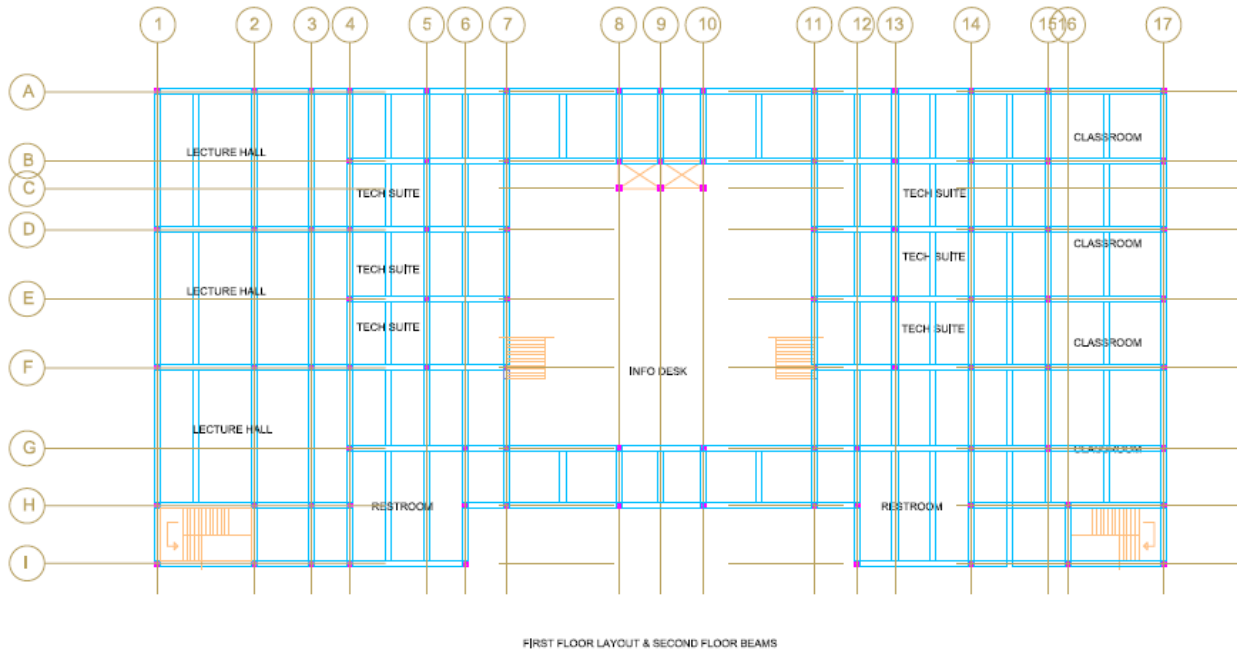 1 2 3 4 5 6 7 8 9 10 11 12 13 14 15 16 17
A
LECTURE HALL CLASSROOM
B
C
TECH SUITE TECH SUITE
D
CLASSROOM
TECH SUITE TECH SUITE
LECTURE HALL
E
TECH SUITE TECH SUITE
CLASSROOM
F
INFO DESK
LECTURE HALL
G
CLASSROOM
H
RESTROOM RESTROOM
I
FIRST FLOOR LAYOUT & SECOND FLOOR BEAMS